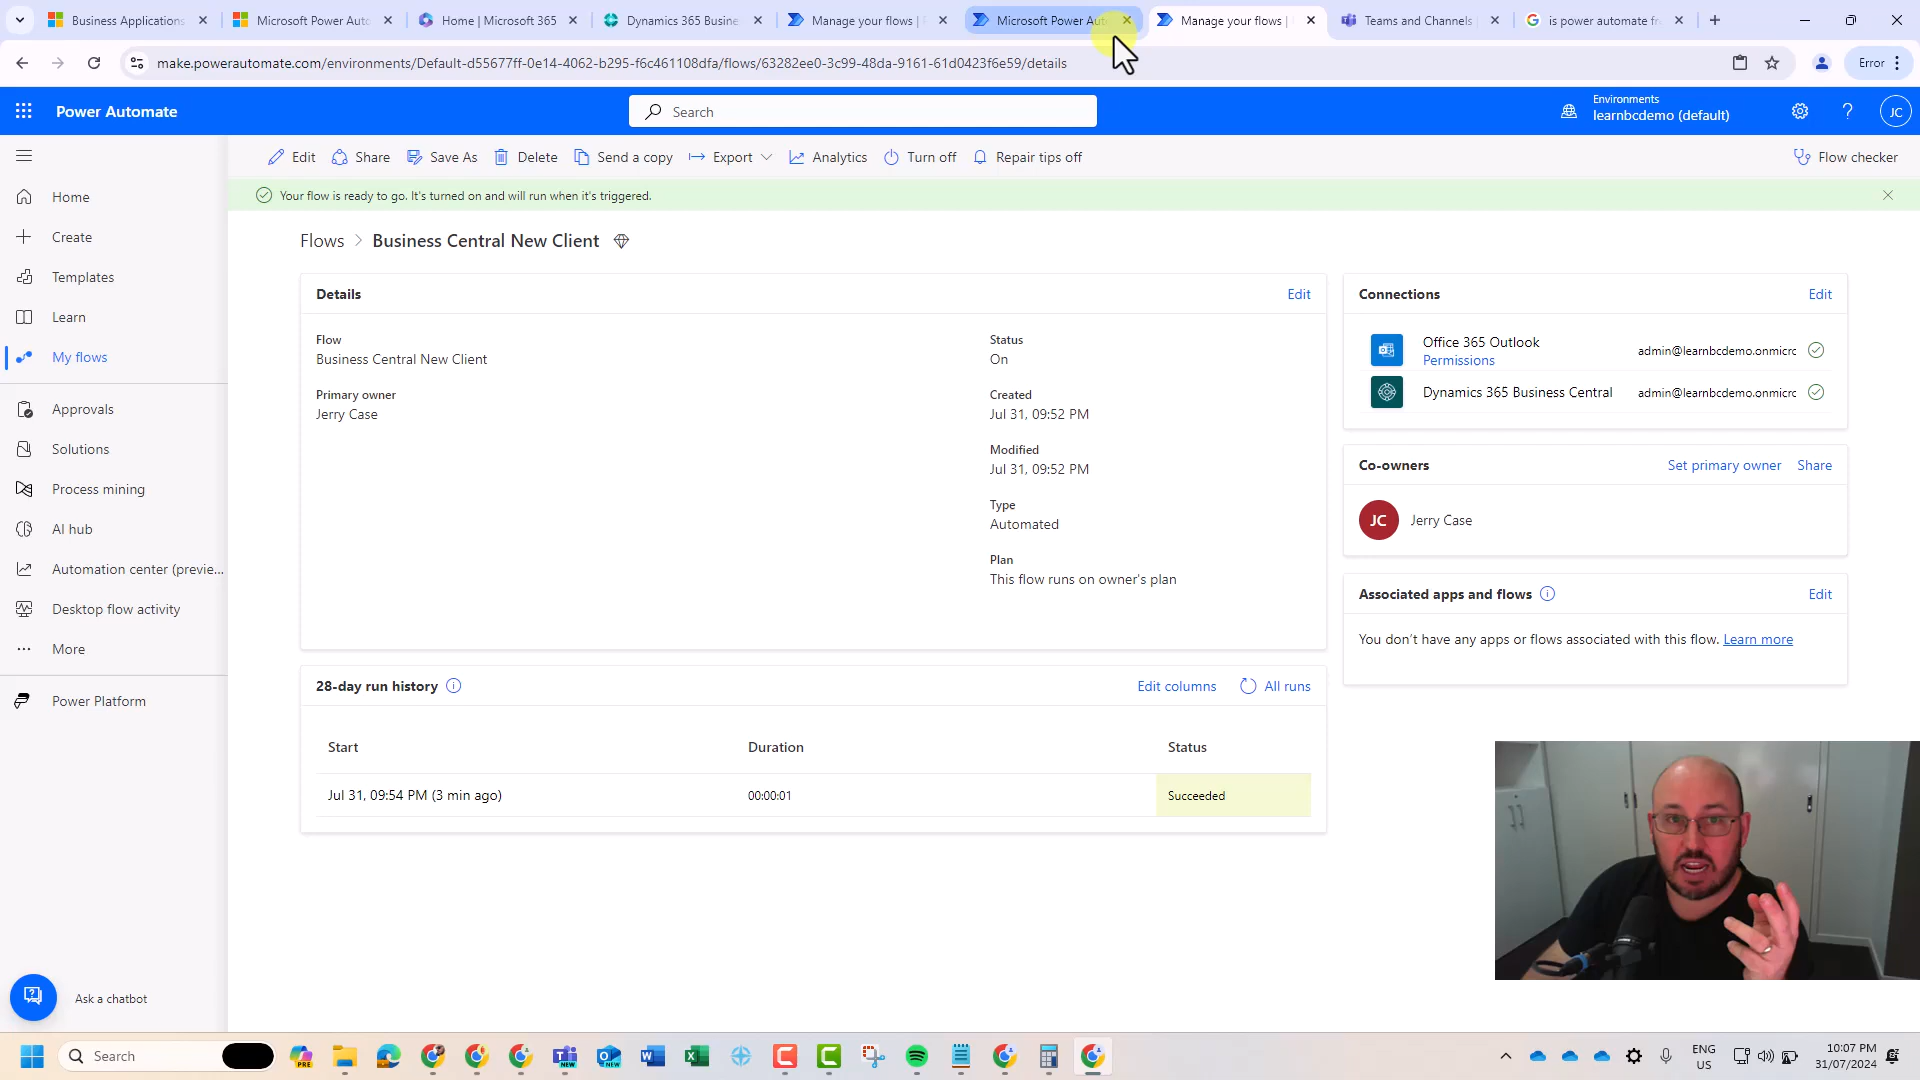 Business Applications
Microsoft Power Auto
Home | Microsoft 365
Dynamics 365 Busine
Manage your flows |
Microsoft Power Aut
Manage your flows |
Teams and Channels
is power automate fr
make.powerautomate.com/environments/Default-d55677ff-0e14-4062-b295-f6c461108dfa/flows/63282ee0-3c99-48da-9161-61d0423f6e59/details
Error
Power Automate
Search
Environments
learnbcdemo (default)
JC
Edit
Share
Save As
Delete
Send a copy
Export
Analytics
Turn off
Repair tips off
Flow checker
Your flow is ready to go. It's turned on and will run when it's triggered.
Home
Create
Templates
Learn
My flows
Approvals
Solutions
Process mining
AI hub
Automation center (previe...
Desktop flow activity
More
Power Platform
Ask a chatbot
Flows > Business Central New Client
Details
Edit
Flow
Business Central New Client
Primary owner
Jerry Case
Status
On
Created
Jul 31, 09:52 PM
Modified
Jul 31, 09:52 PM
Type
Automated
Plan
This flow runs on owner's plan
28-day run history
Edit columns
All runs
Start
Duration
Status
Jul 31, 09:54 PM (3 min ago)
00:00:01
Succeeded
Connections
Edit
Office 365 Outlook
Permissions
admin@learnbcdemo.onmicrc
Dynamics 365 Business Central
admin@learnbcdemo.onmicrc
Co-owners
Set primary owner
Share
JC
Jerry Case
Associated apps and flows
Edit
You don't have any apps or flows associated with this flow. Learn more
Search
PRE
NEW
NEW
ENG
US
10:07 PM
31/07/2024